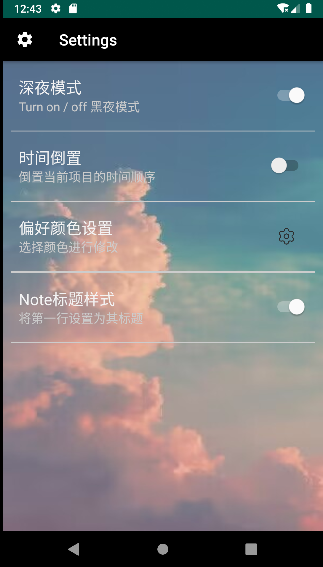 12:43
Settings
深夜模式
Turn on / off 黑夜模式
时间倒置
倒置当前项目的时间顺序
偏好颜色设置
选择颜色进行修改
Note标题样式
将第一行设置为其标题